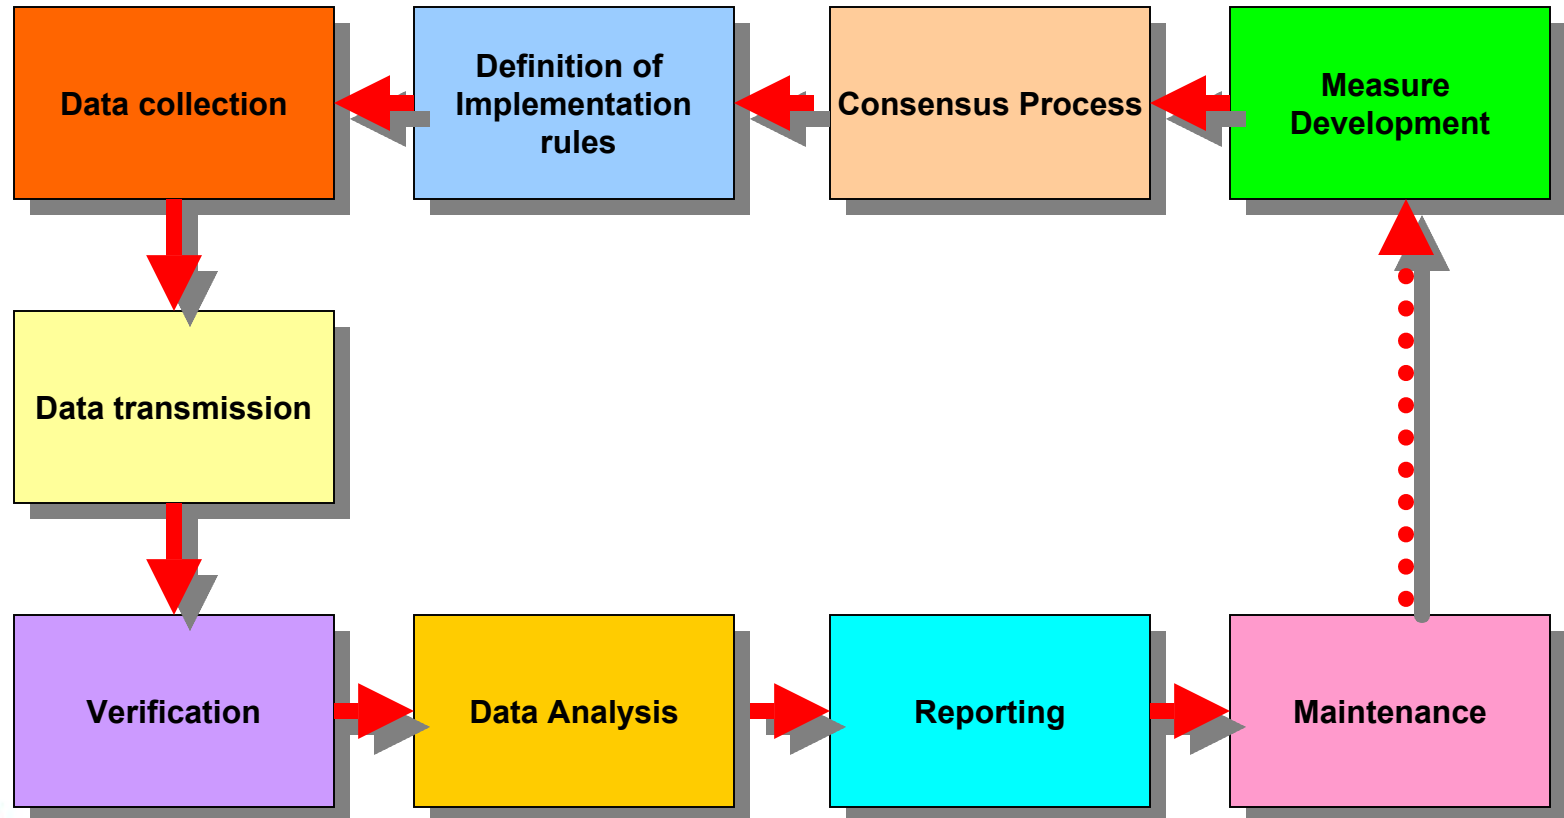 Data collection
Definition of
Implementation
rules
Consensus Process
Measure
Development
Data transmission
Verification
Data Analysis
Reporting
Maintenance